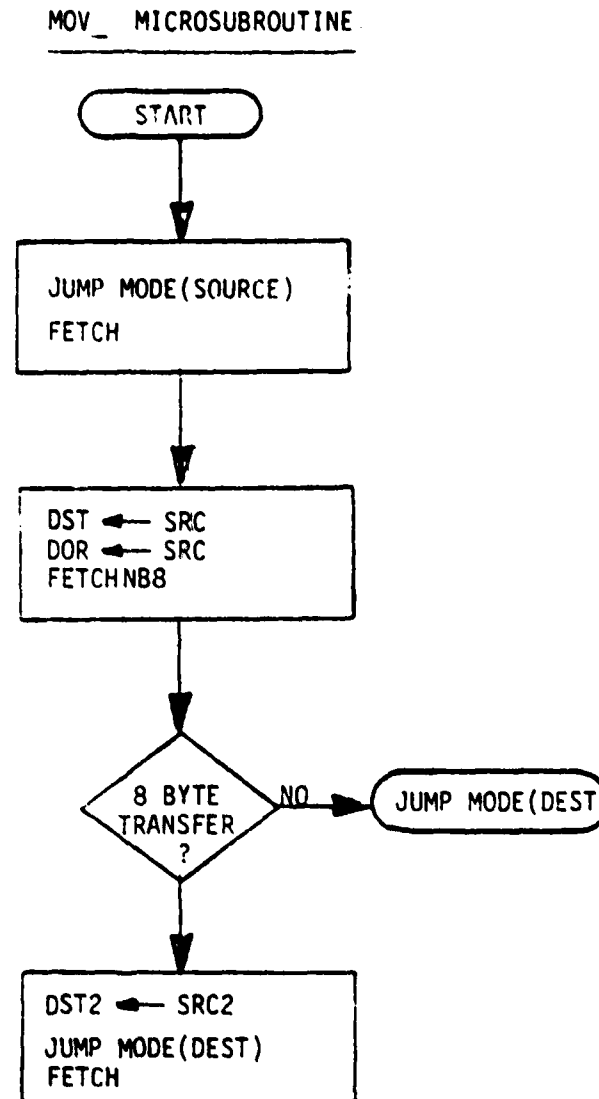 MOV_ MICROSUBROUTINE
START
JUMP MODE(SOURCE)
FETCH
DST ← SRC
DOR ← SRC
FETCHNB8
8 BYTE
TRANSFER
?
NO
JUMP MODE(DEST
DST2 ← SRC2
JUMP MODE(DEST)
FETCH